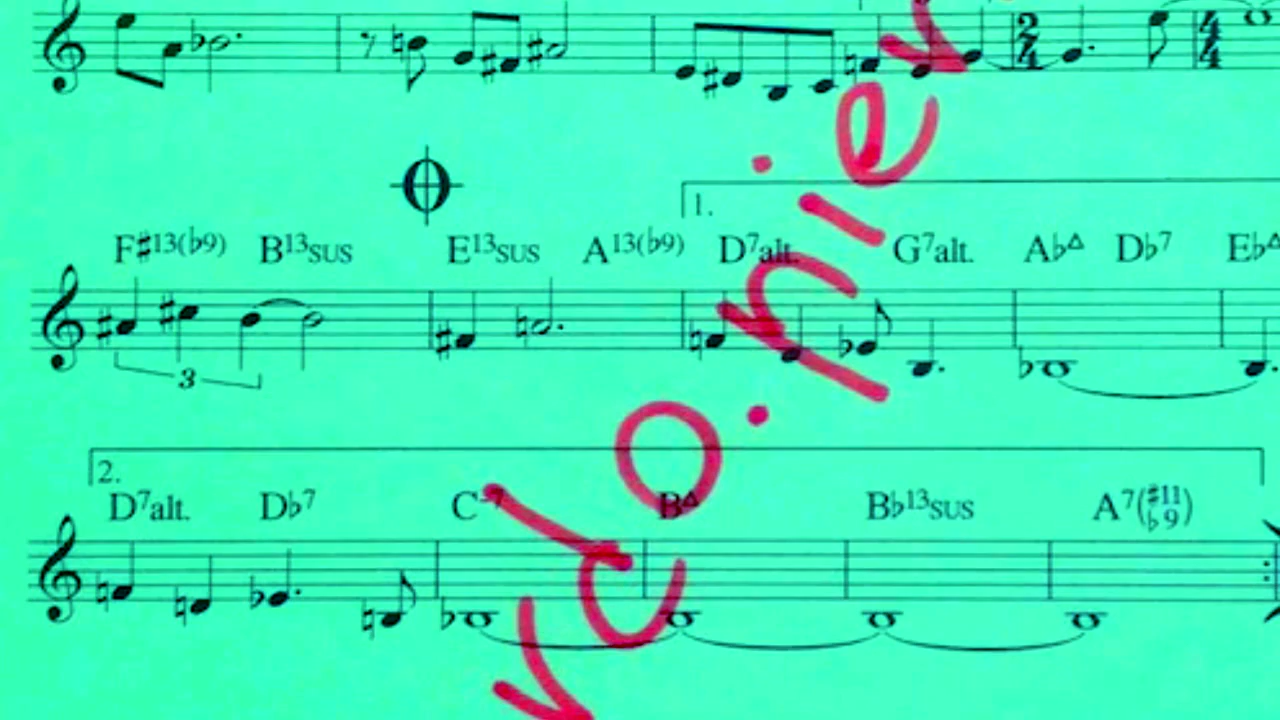 2 4 4 4
1.
F♯13(♭9) B13SUS E13SUS A13(♭9) D7alt. G7alt. A♭△ D♭7 E♭△
3
2.
D7alt. D♭7 C-7 B△ B♭13SUS A7(♯11 ♭9)